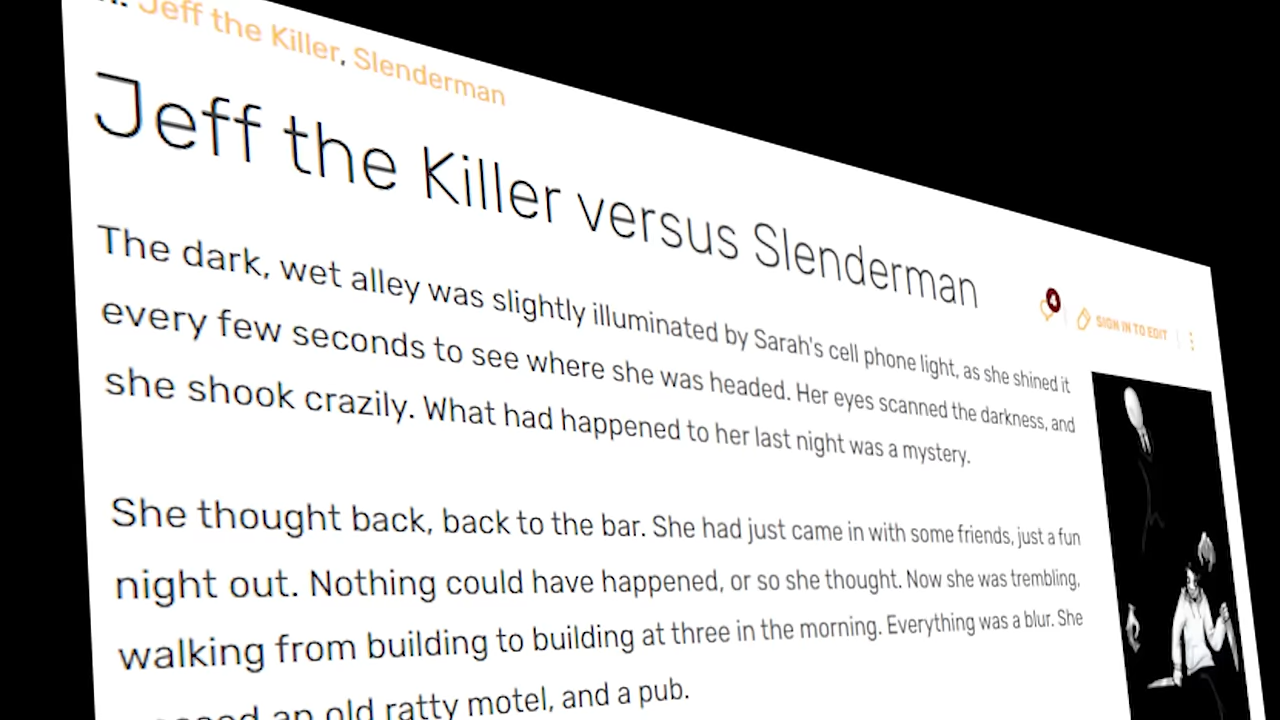 Jeff the Killer, Slenderman
Jeff the Killer versus Slenderman
4
SIGN IN TO EDIT
The dark, wet alley was slightly illuminated by Sarah's cell phone light, as she shined it
every few seconds to see where she was headed. Her eyes scanned the darkness, and
she shook crazily. What had happened to her last night was a mystery.
She thought back, back to the bar. She had just came in with some friends, just a fun
night out. Nothing could have happened, or so she thought. Now she was trembling,
walking from building to building at three in the morning. Everything was a blur. She
an old ratty motel, and a pub.